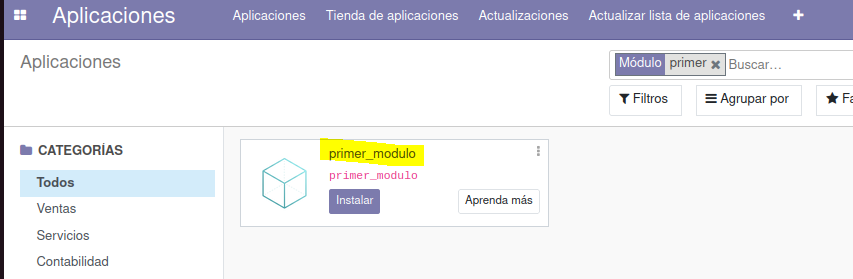 Aplicaciones Aplicaciones Tienda de aplicaciones Actualizaciones Actualizar lista de aplicaciones
Aplicaciones
Módulo primer Buscar...
Filtros Agrupar por Fa
CATEGORÍAS
Todos
Ventas
Servicios
Contabilidad
primer_modulo
primer_modulo
Instalar Aprenda más